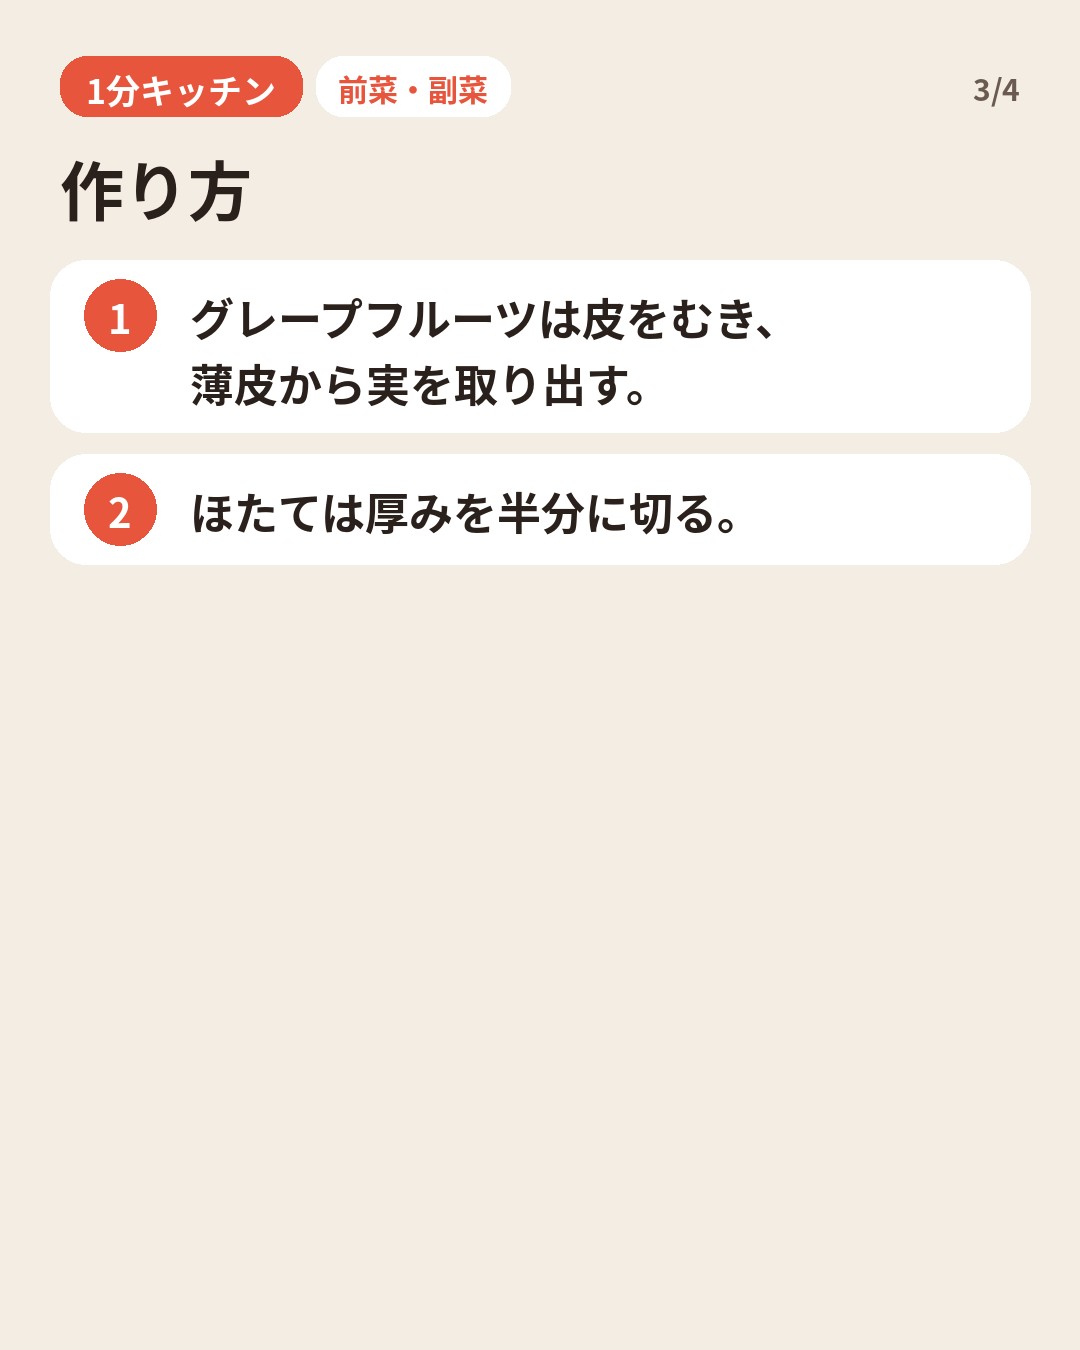 1分キッチン
前菜・副菜
3/4
作り方
1
グレープフルーツは皮をむき、
薄皮から実を取り出す。
2
ほたては厚みを半分に切る。